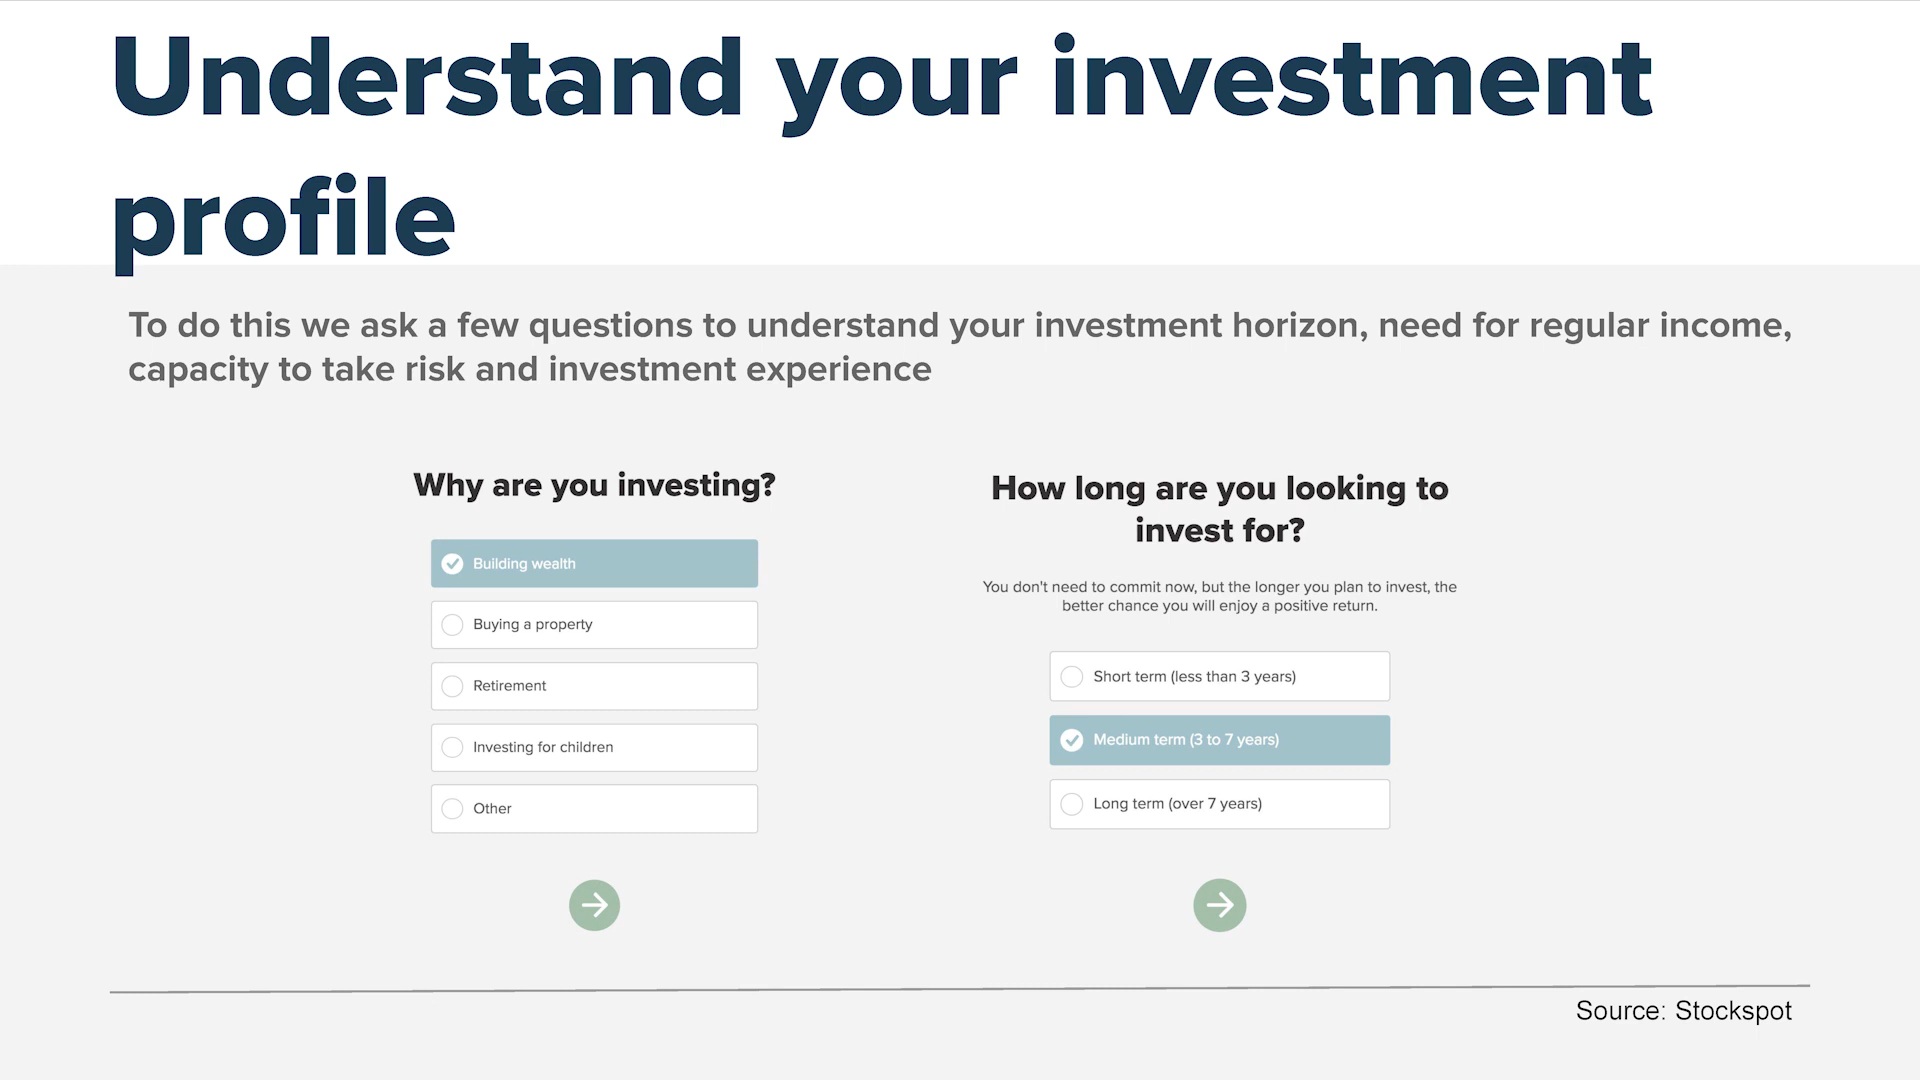 Understand your investment
profile
To do this we ask a few questions to understand your investment horizon, need for regular income,
capacity to take risk and investment experience
Why are you investing?
Building wealth
Buying a property
Retirement
Investing for children
Other
How long are you looking to
invest for?
You don't need to commit now, but the longer you plan to invest, the
better chance you will enjoy a positive return.
Short term (less than 3 years)
Medium term (3 to 7 years)
Long term (over 7 years)
Source: Stockspot